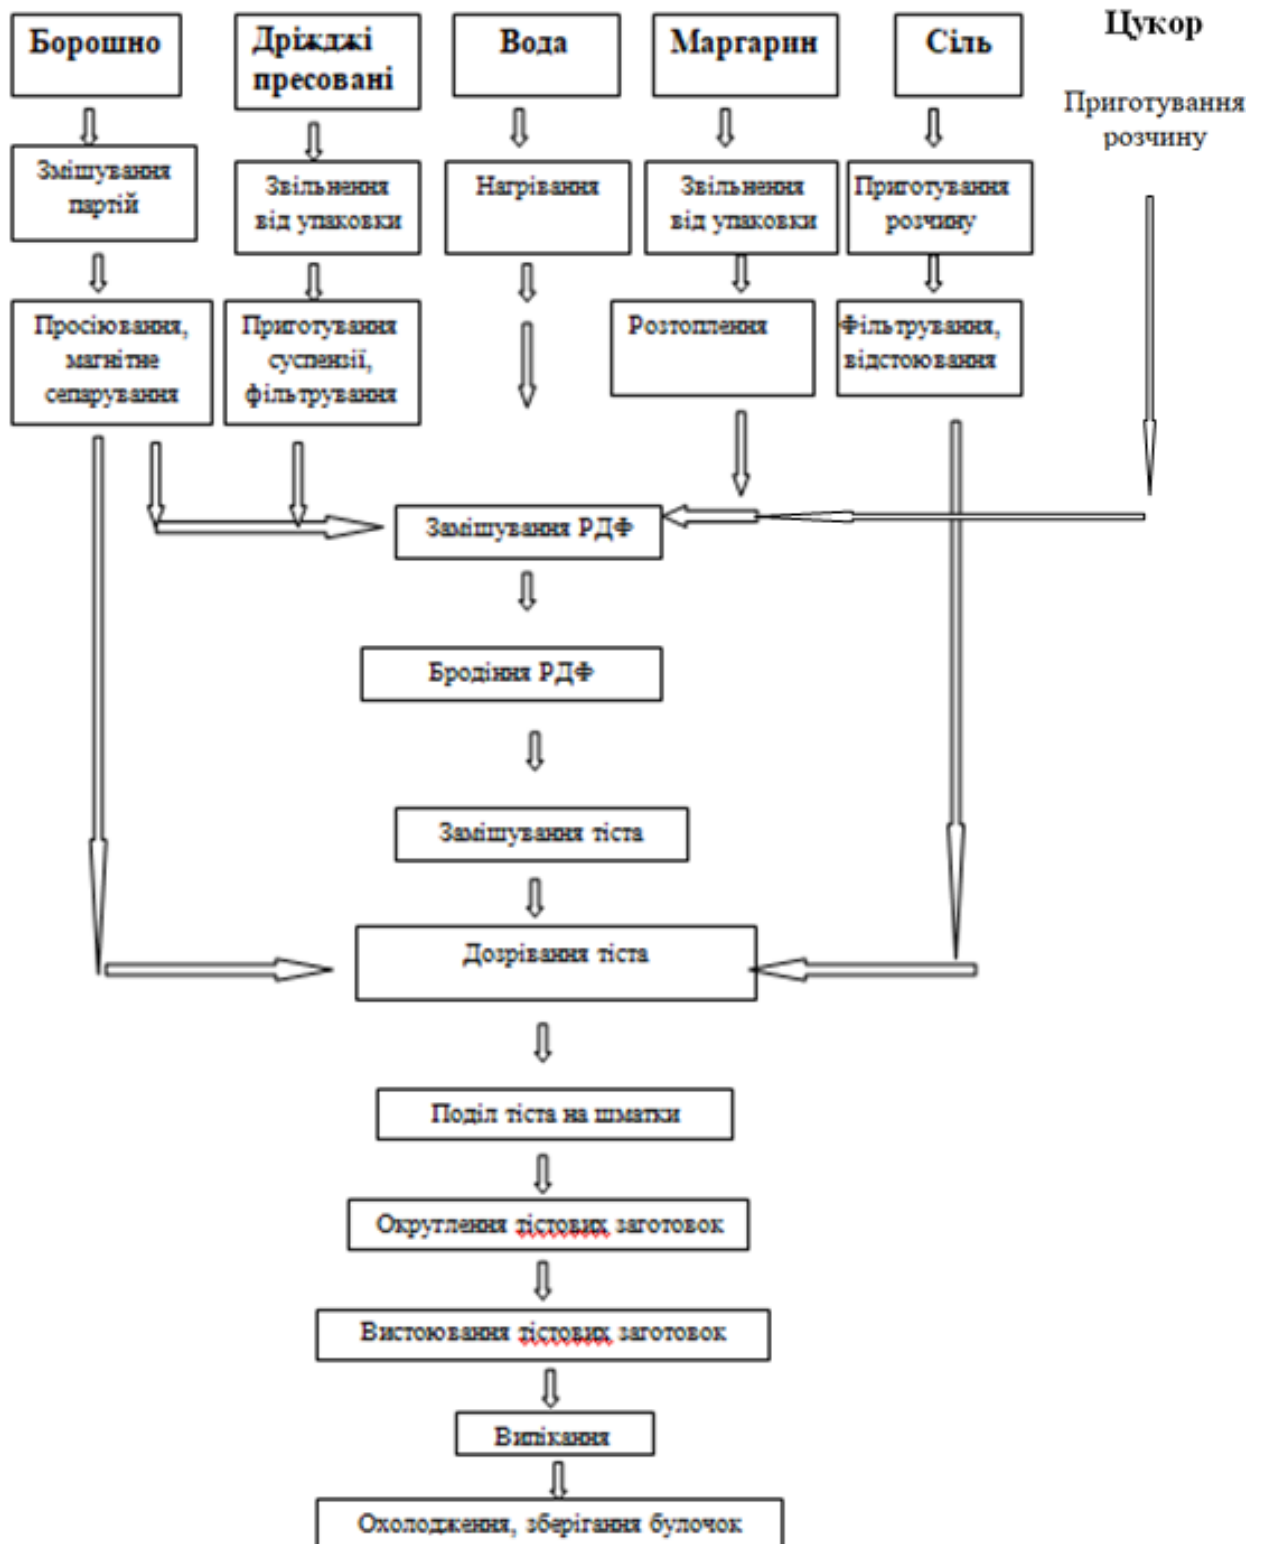 Борошно
Дріжджі
пресовані
Вода
Маргарин
Сіль
Цукор
Приготування
розчину
Змішування
партій
Звільнення
від упаковки
Нагрівання
Звільнення
від упаковки
Приготування
розчину
Просіювання,
магнітне
сепарування
Приготування
суспензії,
фільтрування
Розтоплення
Фільтрування,
відстоювання
Замішування РДФ
Бродіння РДФ
Замішування тіста
Дозрівання тіста
Поділ тіста на шматки
Округлення тістових заготовок
Вистоювання тістових заготовок
Випікання
Охолодження, зберігання булочок